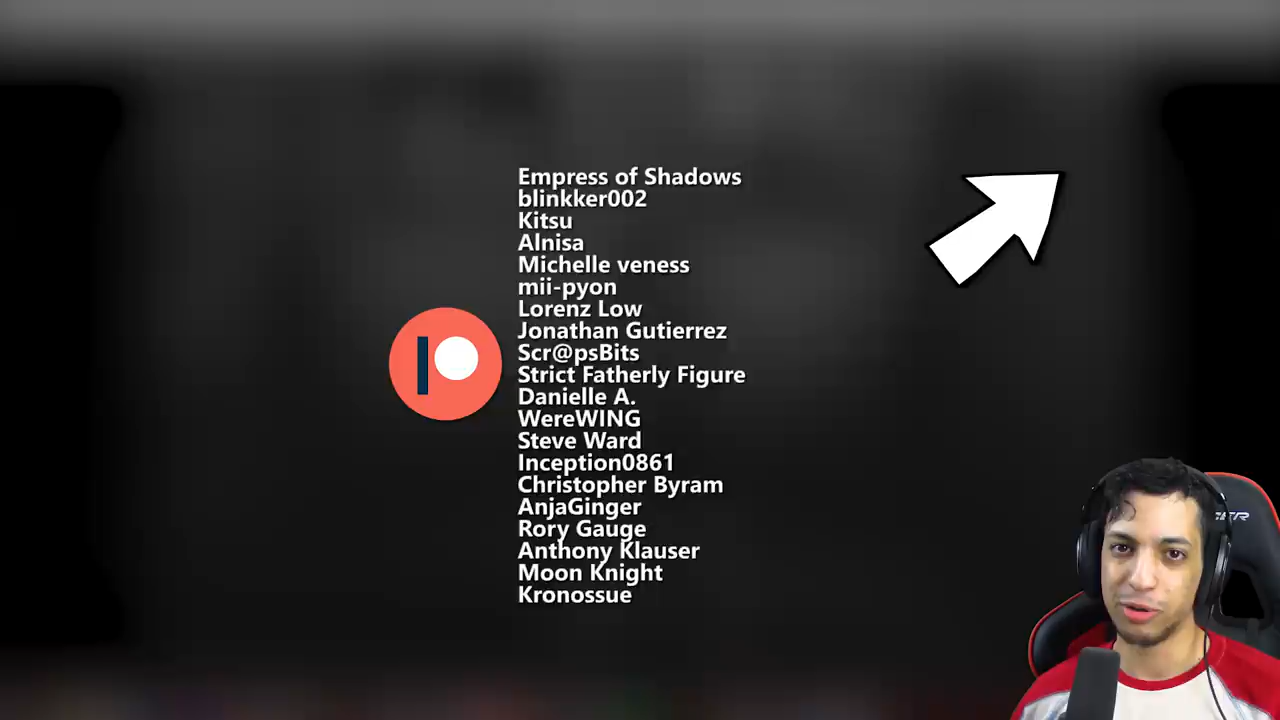 Empress of Shadows
blinkker002
Kitsu
Alnisa
Michelle veness
mii-pyon
Lorenz Low
Jonathan Gutierrez
Scr@psBits
Strict Fatherly Figure
Danielle A.
WereWING
Steve Ward
Inception0861
Christopher Byram
AnjaGinger
Rory Gauge
Anthony Klauser
Moon Knight
Kronossue